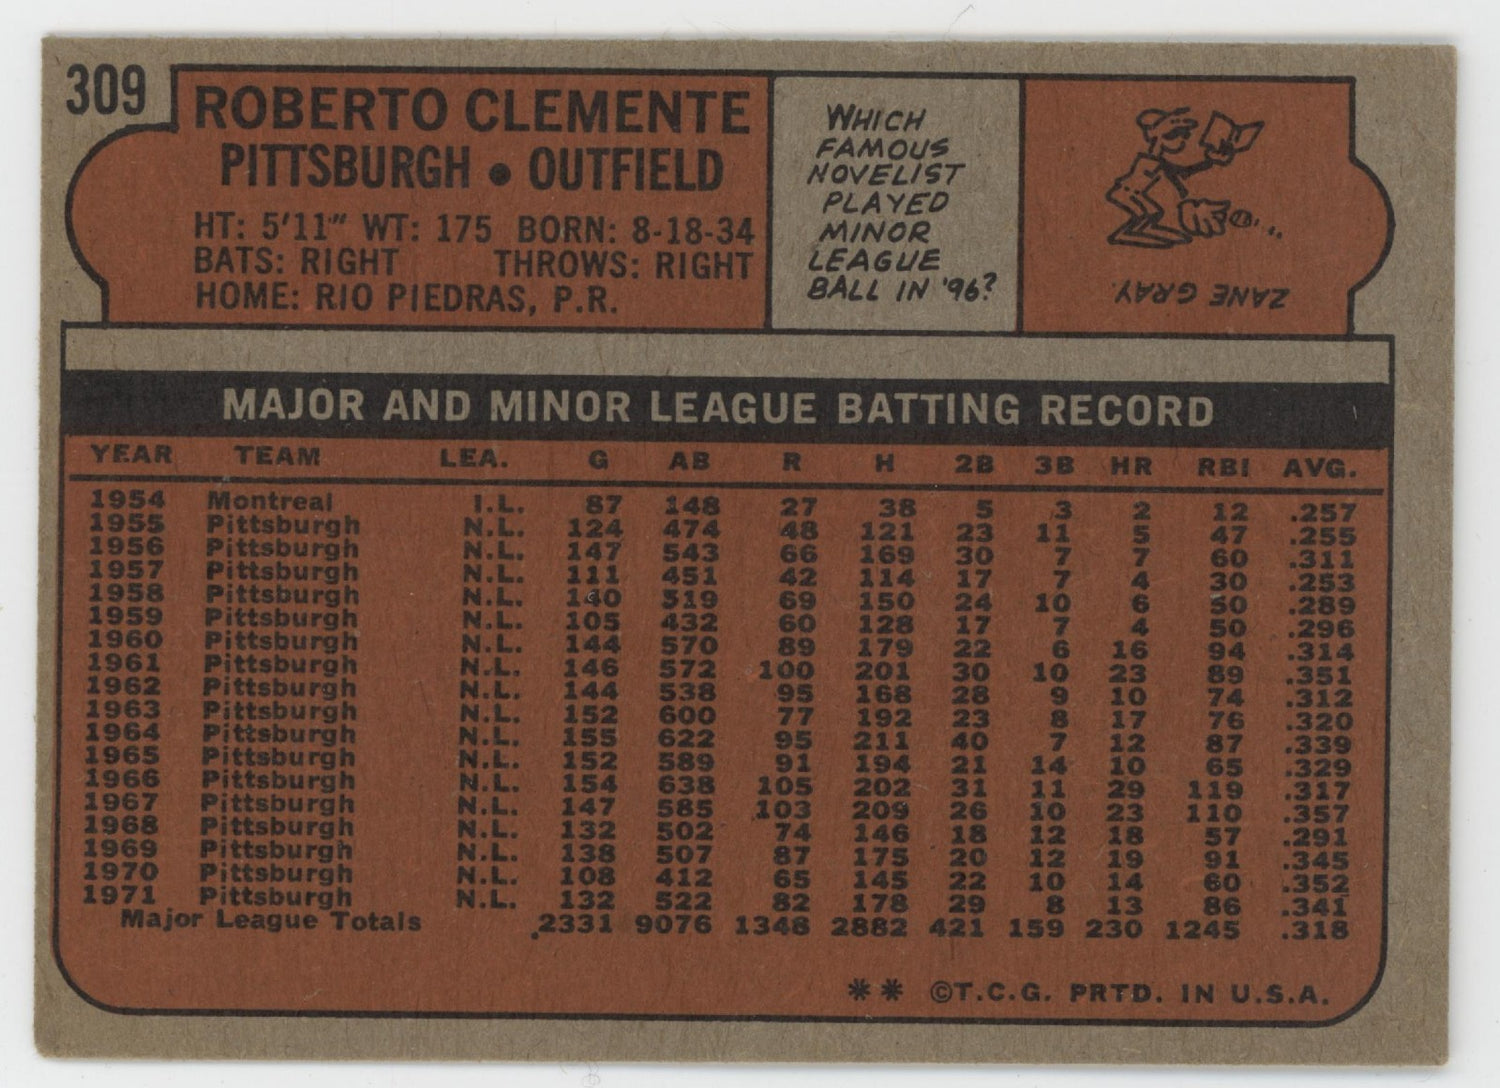 309
ROBERTO CLEMENTE
PITTSBURGH • OUTFIELD
HT: 5'11" WT: 175 BORN: 8-18-34
BATS: RIGHT THROWS: RIGHT
HOME: RIO PIEDRAS, P.R.
WHICH
FAMOUS
NOVELIST
PLAYED
MINOR
LEAGUE
BALL IN '96?
ZANE GRAY.
MAJOR AND MINOR LEAGUE BATTING RECORD
YEAR TEAM LEA. G AB R H 2B 3B HR RBI AVG.
1954 Montreal I.L. 87 148 27 38 5 3 2 12 .257
1955 Pittsburgh N.L. 124 474 48 121 23 11 5 47 .255
1956 Pittsburgh N.L. 147 543 66 169 30 7 7 60 .311
1957 Pittsburgh N.L. 111 451 42 114 17 7 4 30 .253
1958 Pittsburgh N.L. 140 519 69 150 24 10 6 50 .289
1959 Pittsburgh N.L. 105 432 60 128 17 7 4 50 .296
1960 Pittsburgh N.L. 144 570 89 179 22 6 16 94 .314
1961 Pittsburgh N.L. 146 572 100 201 30 10 23 89 .351
1962 Pittsburgh N.L. 144 538 95 168 28 9 10 74 .312
1963 Pittsburgh N.L. 152 600 77 192 23 8 17 76 .320
1964 Pittsburgh N.L. 155 622 95 211 40 7 12 87 .339
1965 Pittsburgh N.L. 152 589 91 194 21 14 10 65 .329
1966 Pittsburgh N.L. 154 638 105 202 31 11 29 119 .317
1967 Pittsburgh N.L. 147 585 103 209 26 10 23 110 .357
1968 Pittsburgh N.L. 132 502 74 146 18 12 18 57 .291
1969 Pittsburgh N.L. 138 507 87 175 20 12 19 91 .345
1970 Pittsburgh N.L. 108 412 65 145 22 10 14 60 .352
1971 Pittsburgh N.L. 132 522 82 178 29 8 13 86 .341
Major League Totals 2331 9076 1348 2882 421 159 230 1245 .318
** ©T.C.G. PRTD. IN U.S.A.